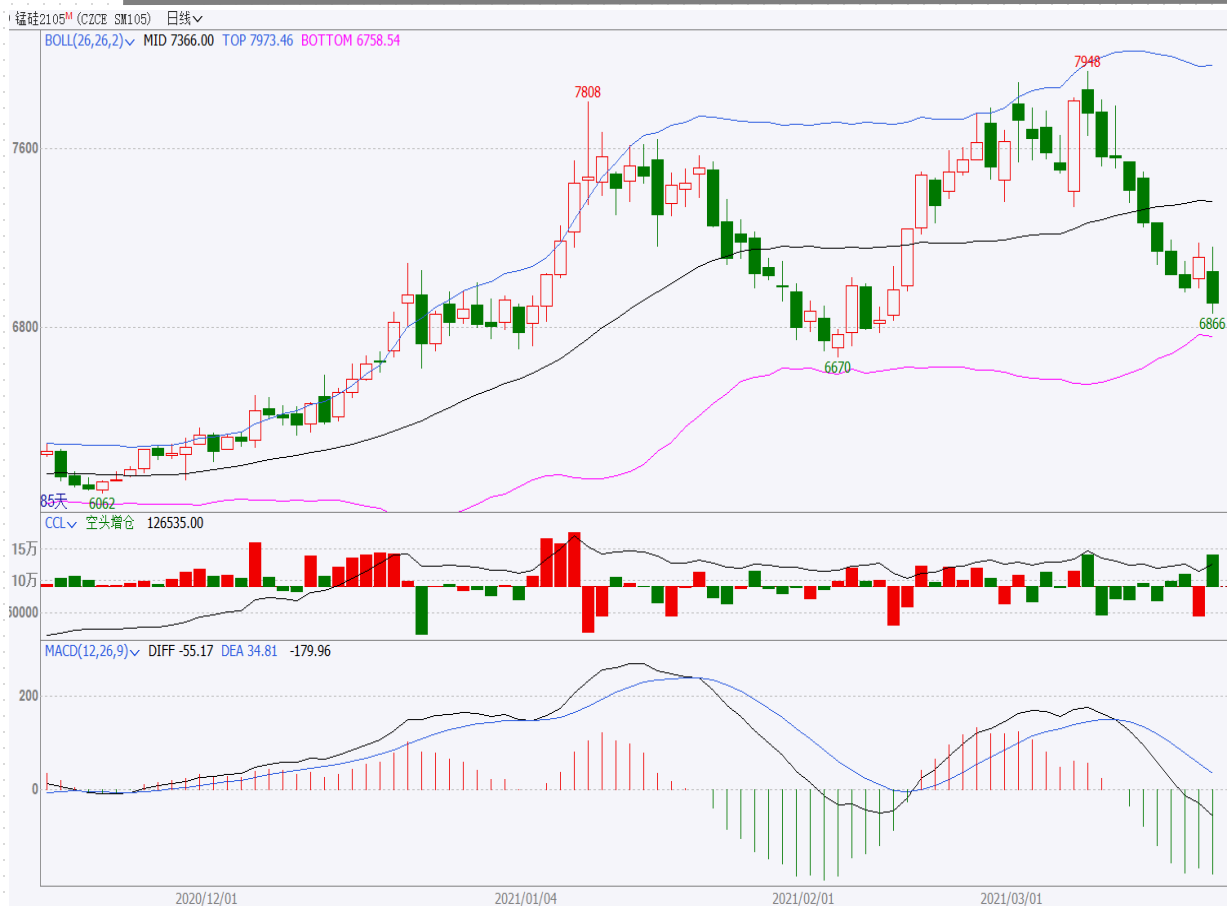 锰硅2105M (CZCE SM105) 日线
BOLL(26,26,2) MID 7366.00 TOP 7973.46 BOTTOM 6758.54
7948
7808
7600
6866
6800
6670
85天
6062
CCL 空头增仓 126535.00
15万
10万
50000
MACD(12,26,9) DIFF -55.17 DEA 34.81 -179.96
200
0
2020/12/01 2021/01/04 2021/02/01 2021/03/01